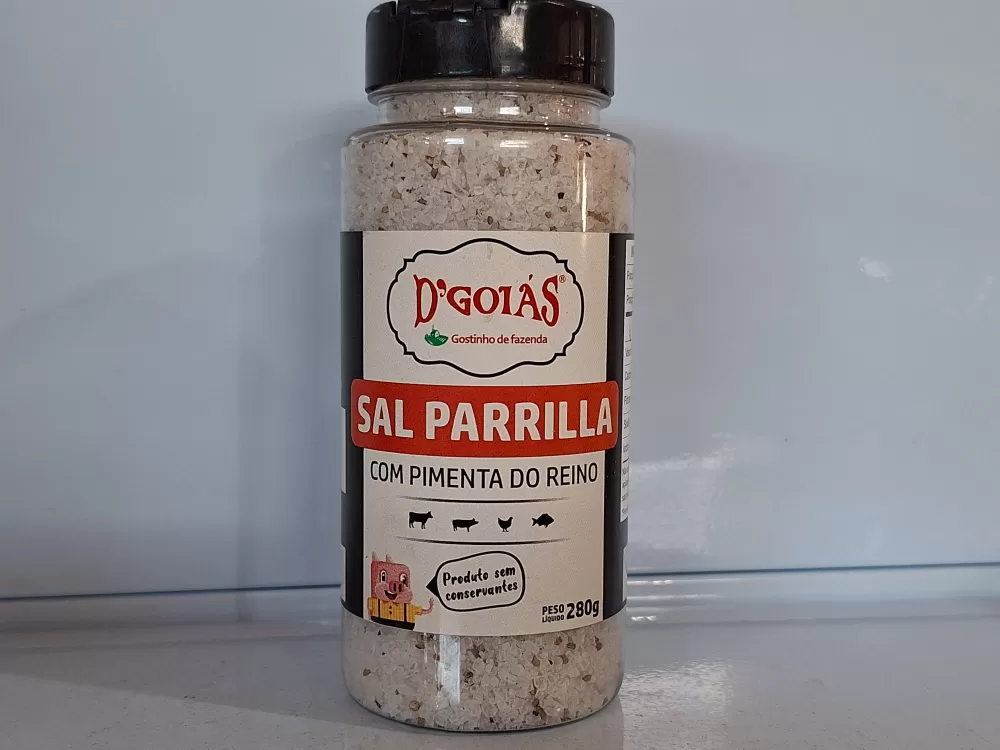 D'GOIÁS®
Gostinho de fazenda
SAL PARRILLA
COM PIMENTA DO REINO
Produto sem
conservantes
PESO
LÍQUIDO 280g